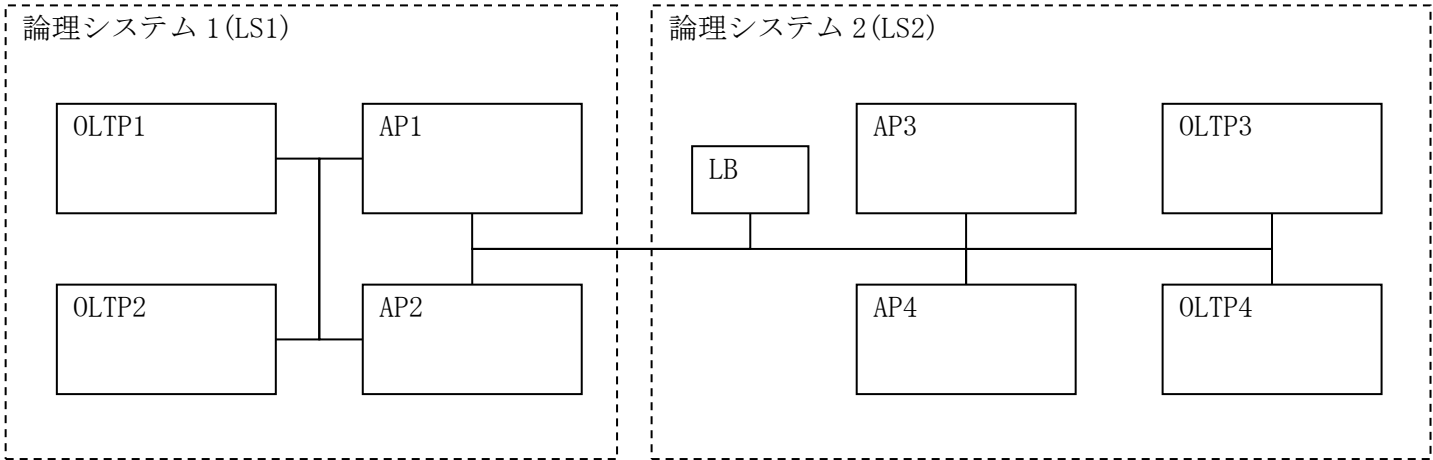 論理システム 1(LS1)
論理システム 2(LS2)
OLTP1
AP1
LB
AP3
OLTP3
OLTP2
AP2
AP4
OLTP4